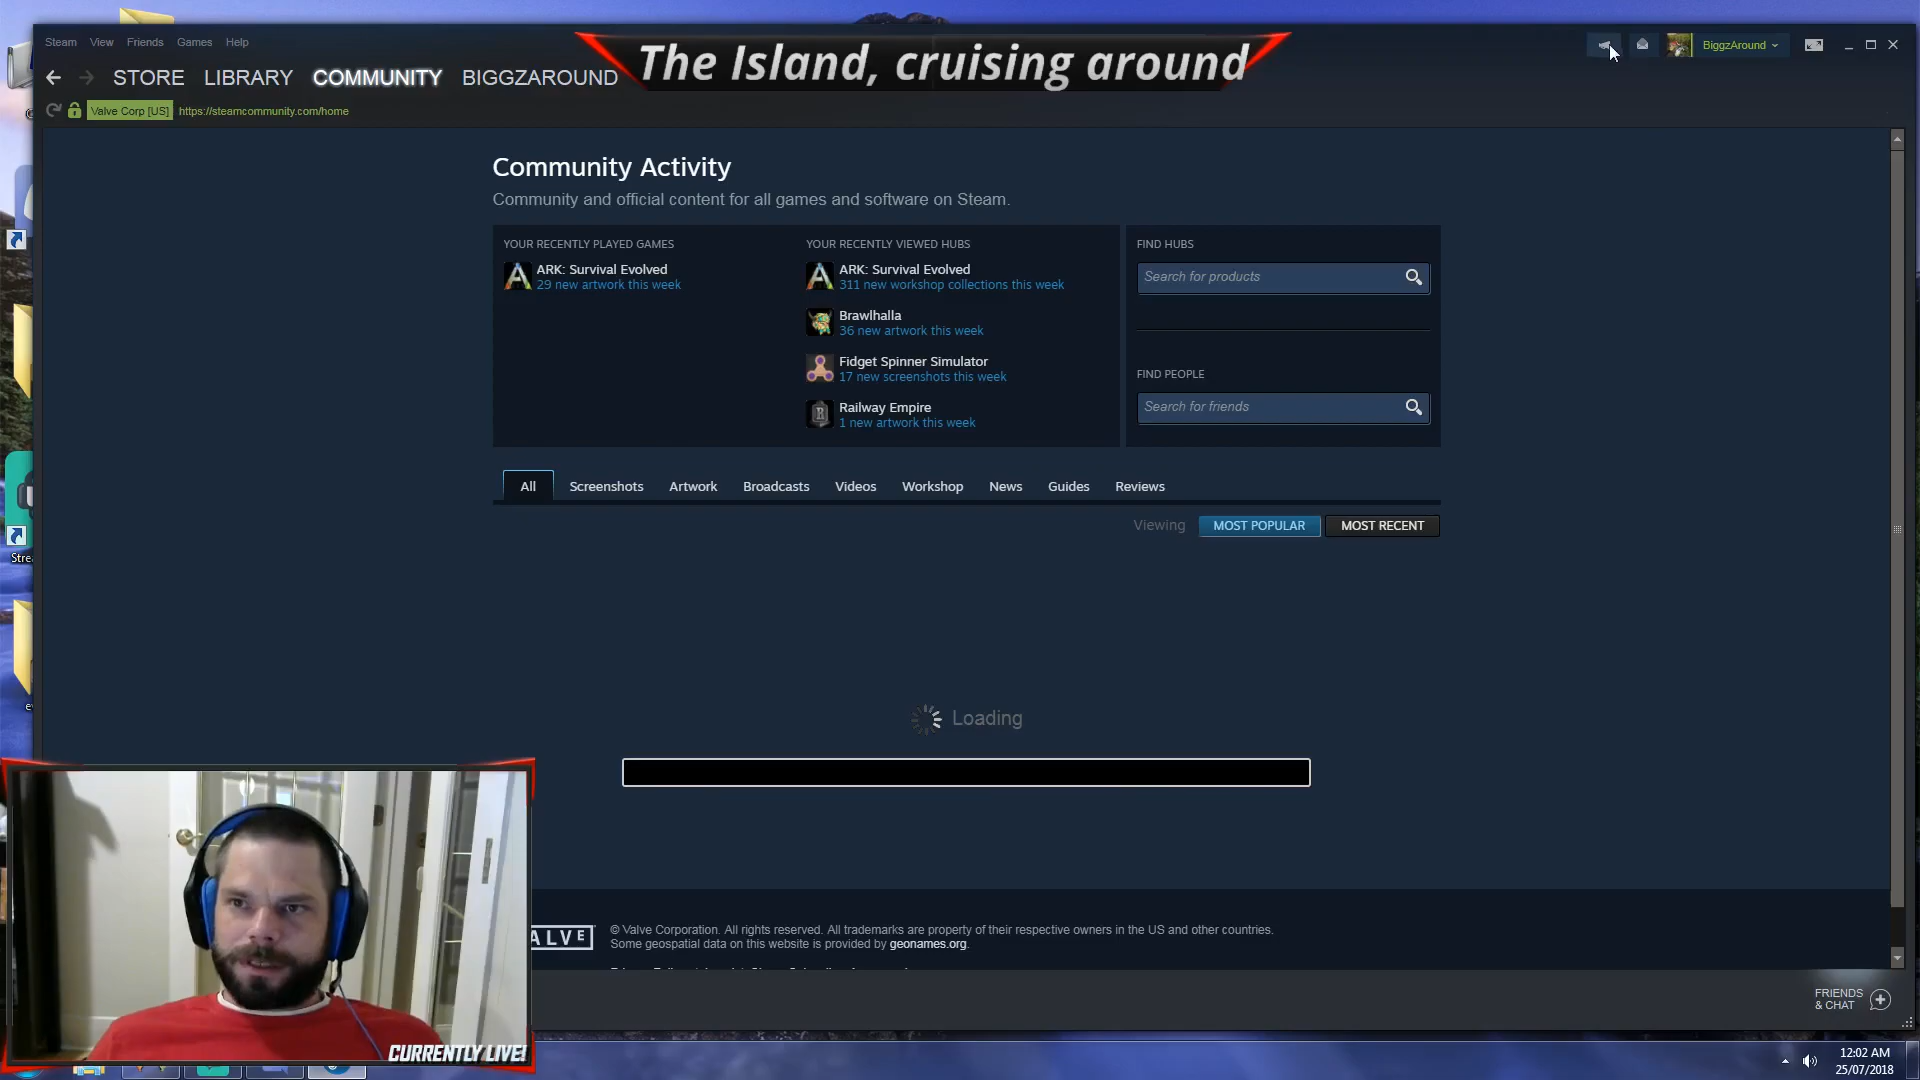 Steam View Friends Games Help
The Island, cruising around
BiggzAround
STORE LIBRARY COMMUNITY BIGGZAROUND
Valve Corp [US] https://steamcommunity.com/home
Community Activity
Community and official content for all games and software on Steam.
YOUR RECENTLY PLAYED GAMES
ARK: Survival Evolved
29 new artwork this week
YOUR RECENTLY VIEWED HUBS
ARK: Survival Evolved
311 new workshop collections this week
Brawlhalla
36 new artwork this week
Fidget Spinner Simulator
17 new screenshots this week
Railway Empire
1 new artwork this week
FIND HUBS
Search for products
FIND PEOPLE
Search for friends
All Screenshots Artwork Broadcasts Videos Workshop News Guides Reviews
Viewing MOST POPULAR MOST RECENT
Loading
© Valve Corporation. All rights reserved. All trademarks are property of their respective owners in the US and other countries.
Some geospatial data on this website is provided by geonames.org.
FRIENDS
& CHAT
CURRENTLY LIVE!
12:02 AM
25/07/2018